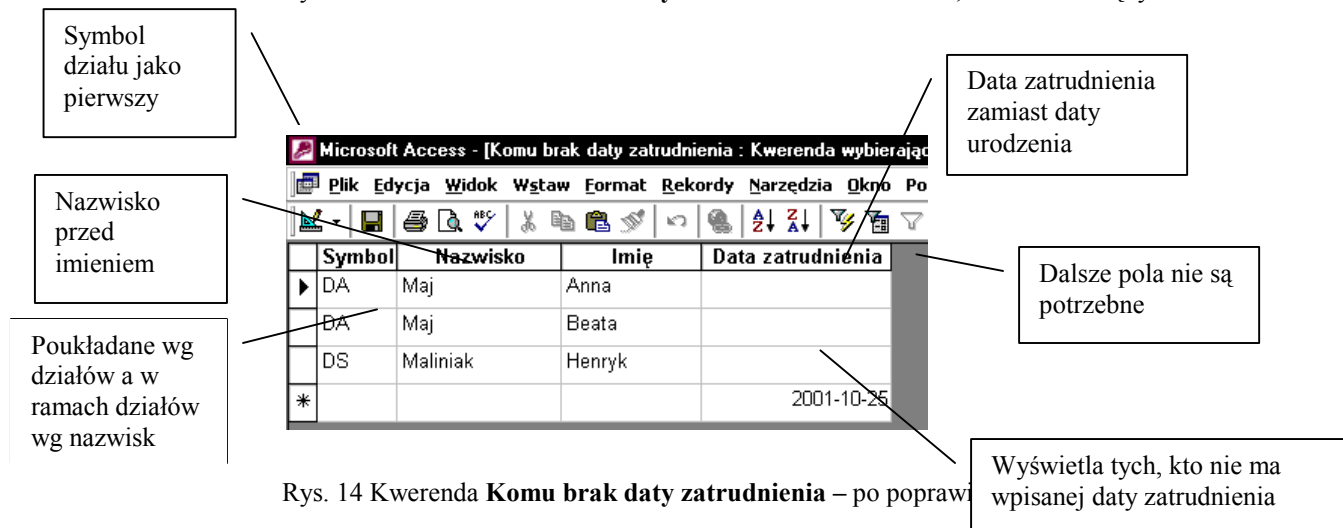 Symbol
działu jako
pierwszy
Data zatrudnienia
zamiast daty
urodzenia
Microsoft Access - [Komu brak daty zatrudnienia : Kwerenda wybierając
Plik Edycja Widok Wstaw Format Rekordy Narzędzia Okno Po
Nazwisko
przed
imieniem
Symbol Nazwisko Imię Data zatrudnienia
DA Maj Anna
DA Maj Beata
DS Maliniak Henryk
2001-10-25
Dalsze pola nie są
potrzebne
Poukładane wg
działów a w
ramach działów
wg nazwisk
Wyświetla tych, kto nie ma
wpisanej daty zatrudnienia
Rys. 14 Kwerenda Komu brak daty zatrudnienia – po poprawi